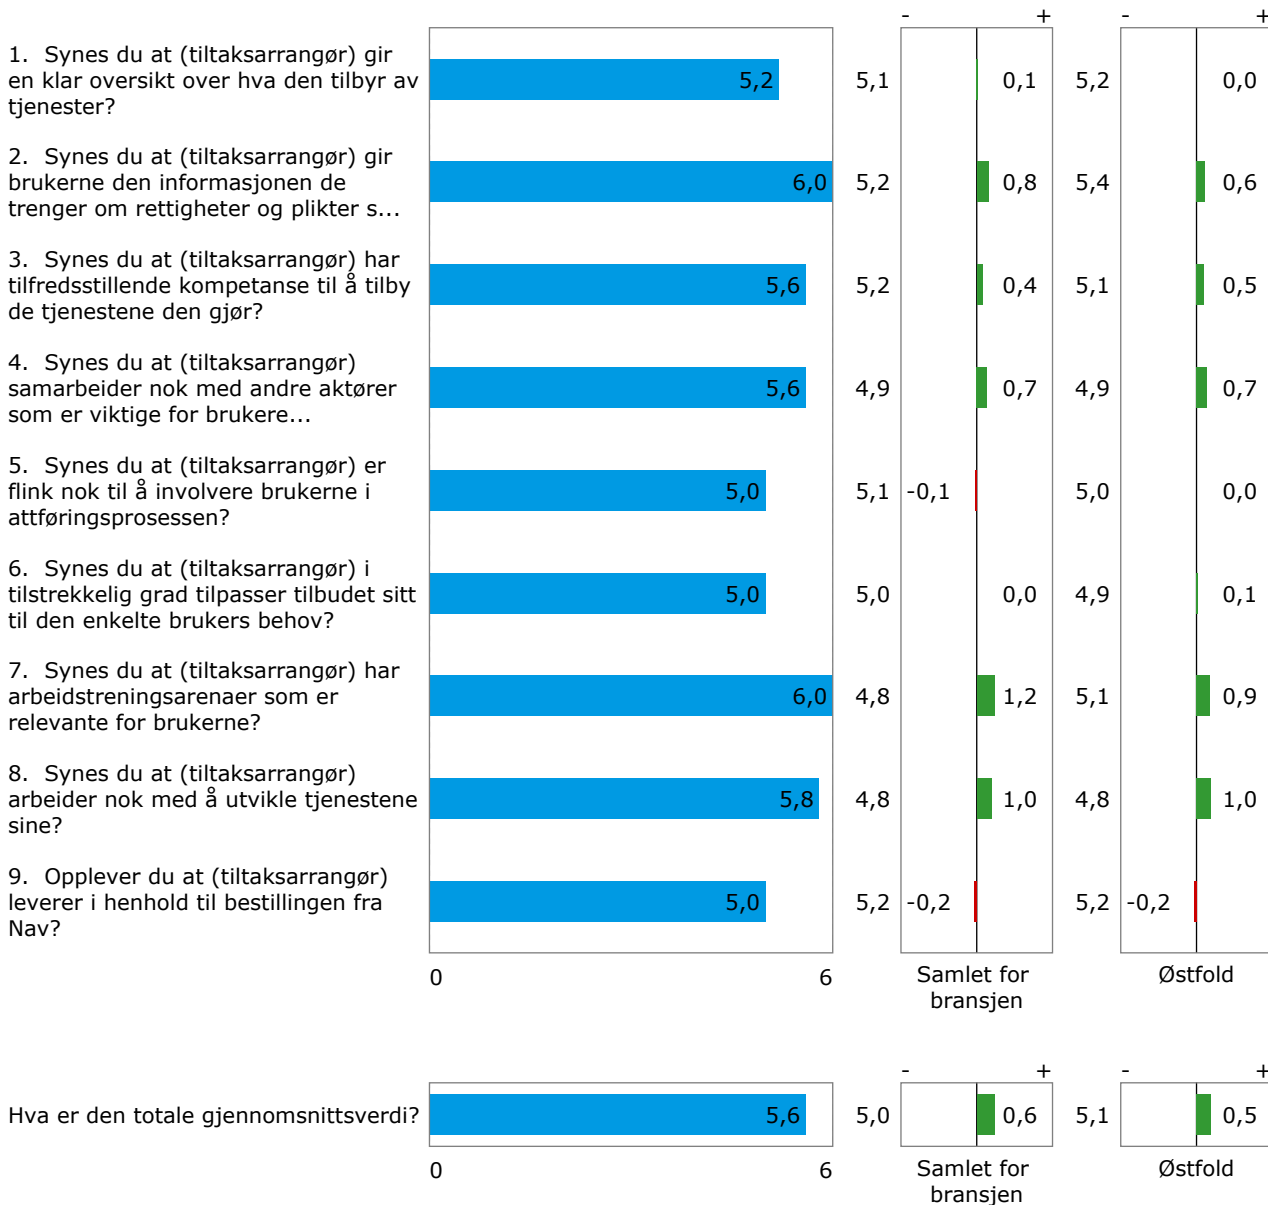 - + - +
1. Synes du at (tiltaksarrangør) gir
en klar oversikt over hva den tilbyr av
tjenester?
5,2 5,1 0,1 5,2 0,0
2. Synes du at (tiltaksarrangør) gir
brukerne den informasjonen de
trenger om rettigheter og plikter s...
6,0 5,2 0,8 5,4 0,6
3. Synes du at (tiltaksarrangør) har
tilfredsstillende kompetanse til å tilby
de tjenestene den gjør?
5,6 5,2 0,4 5,1 0,5
4. Synes du at (tiltaksarrangør)
samarbeider nok med andre aktører
som er viktige for brukere...
5,6 4,9 0,7 4,9 0,7
5. Synes du at (tiltaksarrangør) er
flink nok til å involvere brukerne i
attføringsprosessen?
5,0 5,1 -0,1 5,0 0,0
6. Synes du at (tiltaksarrangør) i
tilstrekkelig grad tilpasser tilbudet sitt
til den enkelte brukers behov?
5,0 5,0 0,0 4,9 0,1
7. Synes du at (tiltaksarrangør) har
arbeidstreningsarenaer som er
relevante for brukerne?
6,0 4,8 1,2 5,1 0,9
8. Synes du at (tiltaksarrangør)
arbeider nok med å utvikle tjenestene
sine?
5,8 4,8 1,0 4,8 1,0
9. Opplever du at (tiltaksarrangør)
leverer i henhold til bestillingen fra
Nav?
5,0 5,2 -0,2 5,2 -0,2
0 6 Samlet for Østfold
bransjen
- + - +
Hva er den totale gjennomsnittsverdi? 5,6 5,0 0,6 5,1 0,5
0 6 Samlet for Østfold
bransjen